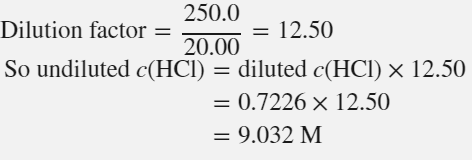 Dilution factor = 250.0 / 20.00 = 12.50
So undiluted c(HCl) = diluted c(HCl) × 12.50
= 0.7226 × 12.50
= 9.032 M